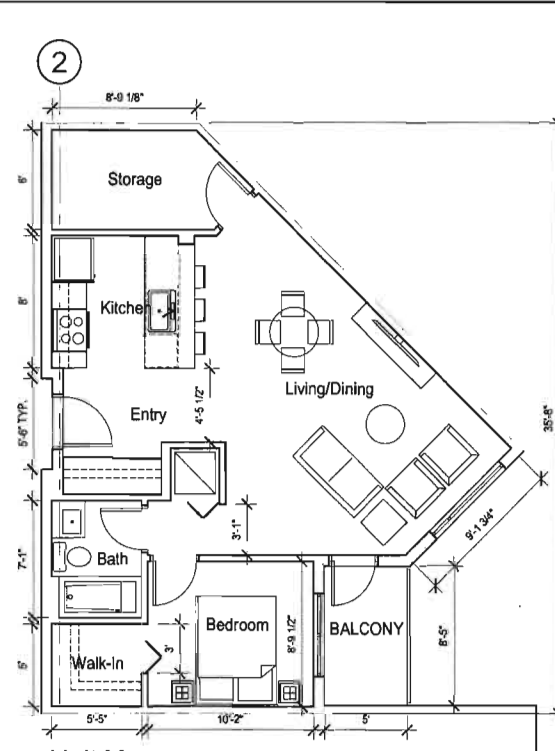 2
8'-9 1/8"
Storage
6'
8'
Kitchen
Living/Dining
Entry
4'-5 1/2"
5'-6" TYP.
35'-8"
3'-1"
9'-1 3/4"
7'-1"
Bath
Bedroom
8'-9 1/2"
BALCONY
8'-5"
Walk-In
3'
5'-5"
10'-2"
5'